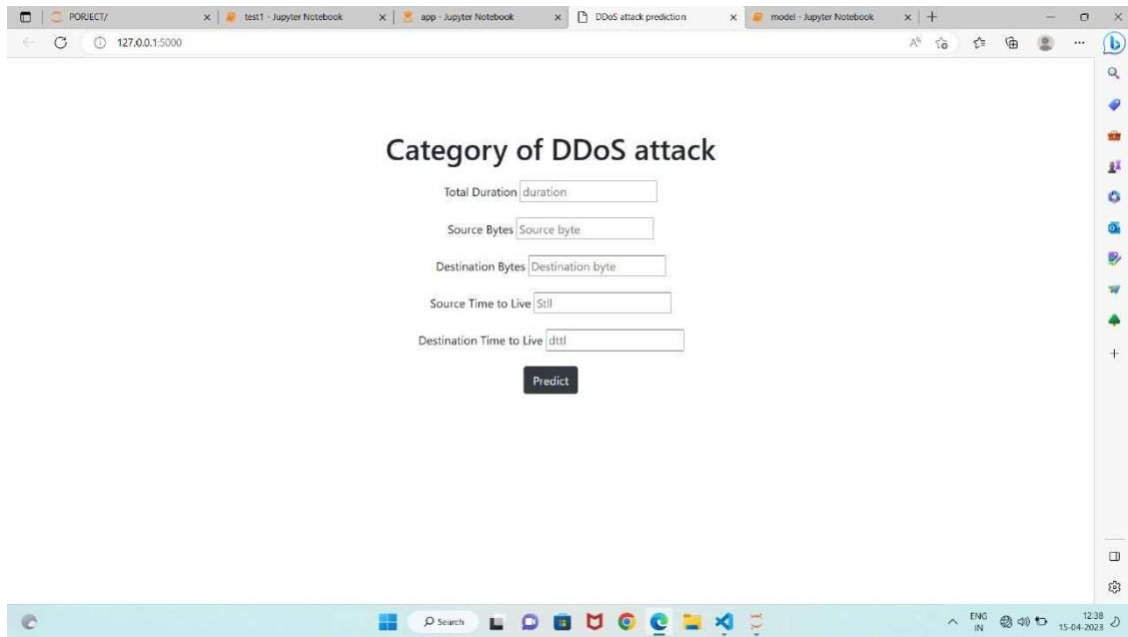 PORJECT/ test1 - Jupyter Notebook app - Jupyter Notebook DDoS attack prediction model - Jupyter Notebook
127.0.0.1:5000
Category of DDoS attack
Total Duration duration
Source Bytes Source byte
Destination Bytes Destination byte
Source Time to Live Stll
Destination Time to Live dttl
Predict
Search ENG 12:38
IN 15-04-2023